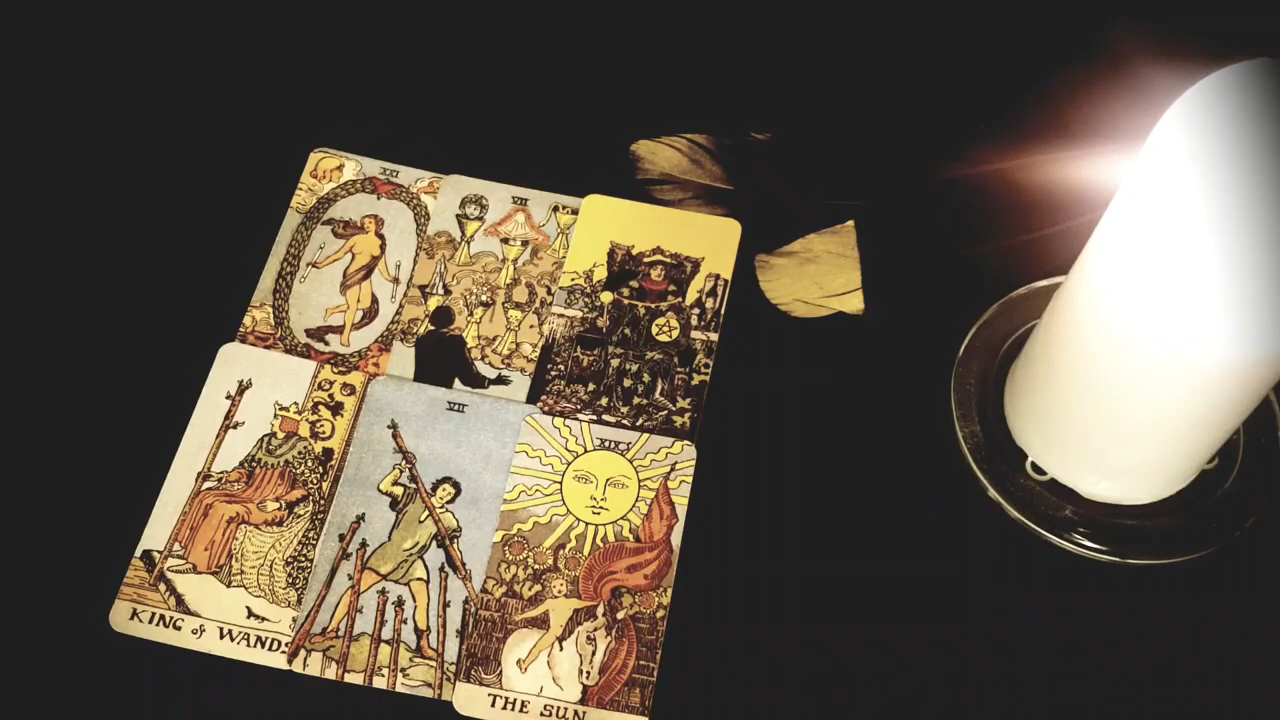 XXI
VII
VII
XIX
KING of WANDS
THE SUN